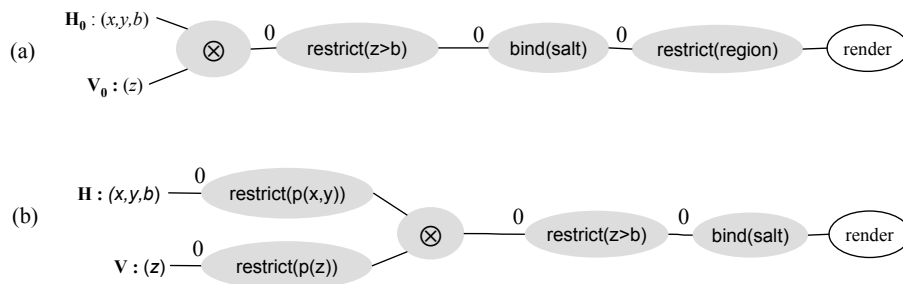 H₀ : (x,y,b)
0 0 0
(a) ⊗ restrict(z>b) bind(salt) restrict(region) render
V₀ : (z)
0
H : (x,y,b) restrict(p(x,y))
0 0
(b) ⊗ restrict(z>b) bind(salt) render
0
V : (z) restrict(p(z))